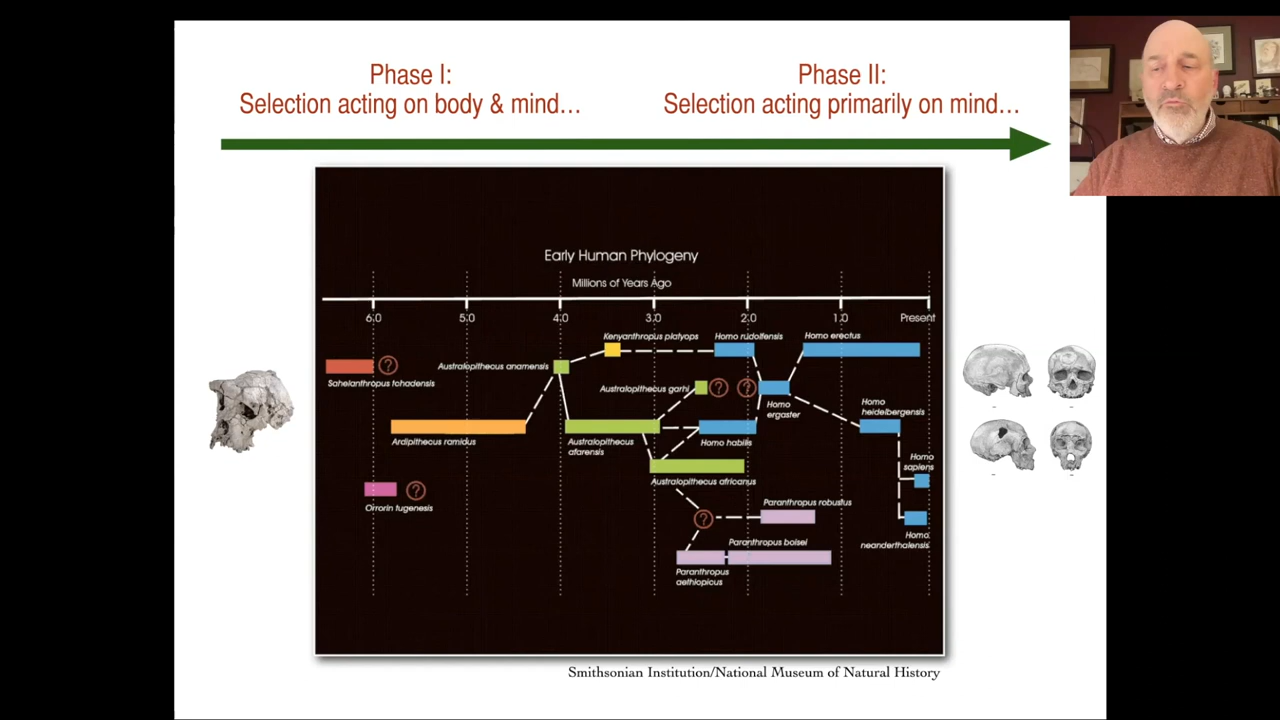 Phase I:
Selection acting on body & mind…
Phase II:
Selection acting primarily on mind…
Early Human Phylogeny
Millions of Years Ago
6.0 5.0 4.0 3.0 2.0 1.0 Present
Kenyanthropus platyops
Homo rudolfensis
Homo erectus
Australopithecus anamensis
?
Sahelanthropus tchadensis
Australopithecus garhi
? ?
Homo
ergaster
Homo
heidelbergensis
Ardipithecus ramidus
Australopithecus
afarensis
Homo habilis
Homo
sapiens
Australopithecus africanus
?
Orrorin tugenesis
Paranthropus robustus
?
Paranthropus boisei
Homo
neanderthalensis
Paranthropus
aethiopicus
Smithsonian Institution/National Museum of Natural History